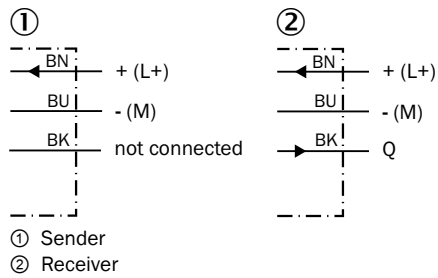 ① ②
BN + (L+) BN + (L+)
BU - (M) BU - (M)
BK not connected BK Q
① Sender
② Receiver